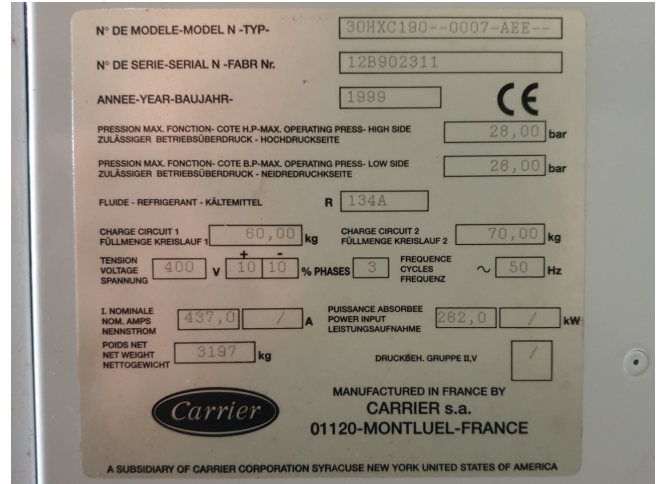 N° DE MODELE-MODEL N -TYP- 30HXC190--0007-AEE--
N° DE SERIE-SERIAL N -FABR Nr. 12B902311
ANNEE-YEAR-BAUJAHR- 1999 CE
PRESSION MAX. FONCTION- COTE H.P-MAX. OPERATING PRESS- HIGH SIDE
ZULÄSSIGER BETRIEBSÜBERDRUCK - HOCHDRUCKSEITE 28,00 bar
PRESSION MAX. FONCTION- COTE B.P-MAX. OPERATING PRESS- LOW SIDE
ZULÄSSIGER BETRIEBSÜBERDRUCK - NEIDREDRUCHKSEITE 28,00 bar
FLUIDE - REFRIGERANT - KÄLTEMITTEL R 134A
CHARGE CIRCUIT 1
FÜLLMENGE KREISLAUF 1 60,00 kg
CHARGE CIRCUIT 2
FÜLLMENGE KREISLAUF 2 70,00 kg
TENSION
VOLTAGE
SPANNUNG 400 V + 10 - 10 % PHASES 3
FREQUENCE
CYCLES
FREQUENZ ~ 50 Hz
I. NOMINALE
NOM. AMPS
NENNSTROM 437,0 / A
PUISSANCE ABSORBEE
POWER INPUT
LEISTUNGSAUFNAHME 262,0 / kW
POIDS NET
NET WEIGHT
NETTOGEWICHT 3197 kg
DRUCKBEH. GRUPPE II,V /
Carrier
MANUFACTURED IN FRANCE BY
CARRIER s.a.
01120-MONTLUEL-FRANCE
A SUBSIDIARY OF CARRIER CORPORATION SYRACUSE NEW YORK UNITED STATES OF AMERICA